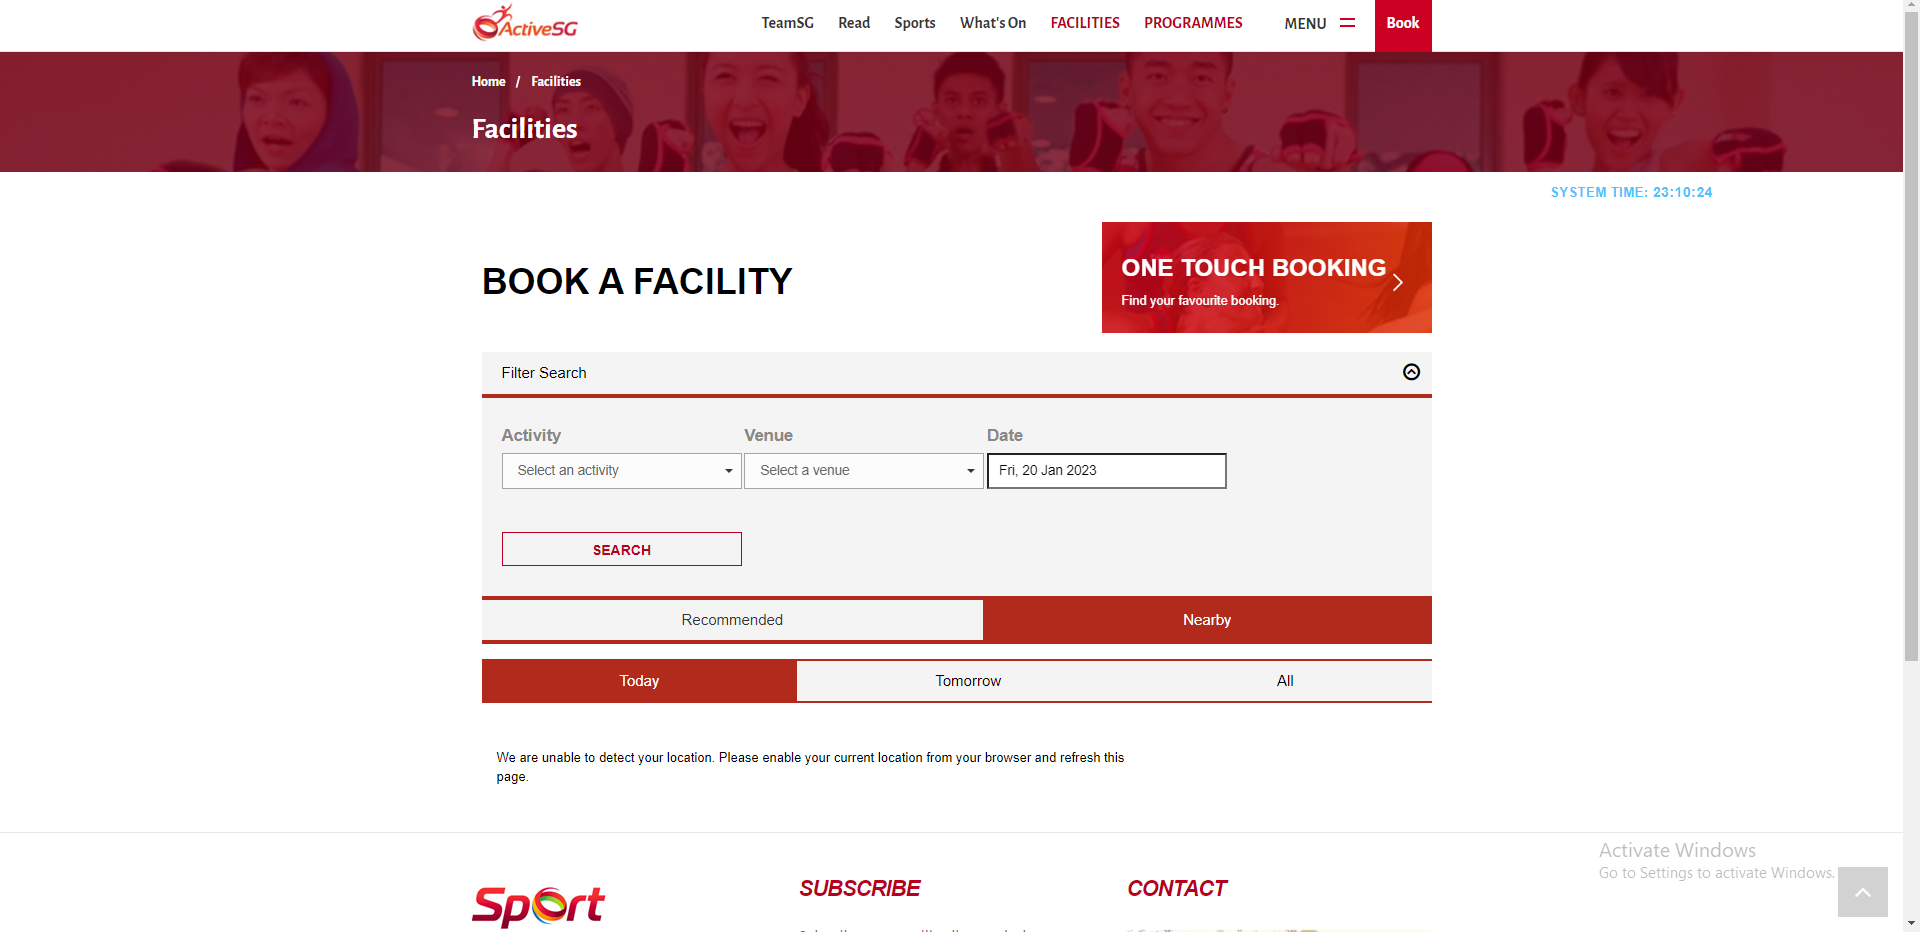 ActiveSG
TeamSG Read Sports What's On FACILITIES PROGRAMMES MENU Book
Home / Facilities
Facilities
SYSTEM TIME: 23:10:24
BOOK A FACILITY
ONE TOUCH BOOKING
Find your favourite booking.
Filter Search
Activity Venue Date
Select an activity Select a venue Fri, 20 Jan 2023
SEARCH
Recommended Nearby
Today Tomorrow All
We are unable to detect your location. Please enable your current location from your browser and refresh this
page.
Activate Windows
Go to Settings to activate Windows.
Sport SUBSCRIBE CONTACT